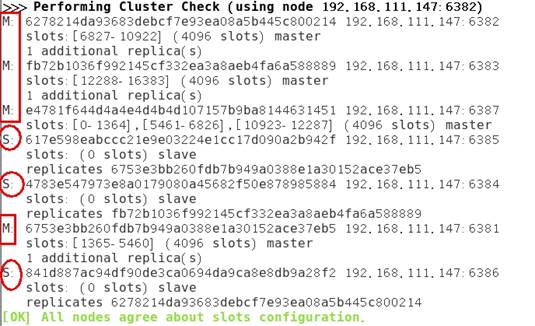 >>> Performing Cluster Check (using node 192.168.111.147:6382)
M: 6278214da93683debcf7e93ea08a5b445c800214 192.168.111.147:6382
slots:[6827-10922] (4096 slots) master
1 additional replica(s)
M: fb72b1036f992145cf332ea3a8aeb4fa6a588889 192.168.111.147:6383
slots:[12288-16383] (4096 slots) master
1 additional replica(s)
M: e4781f644d4a4e4d4b4d107157b9ba8144631451 192.168.111.147:6387
slots:[0-1364],[5461-6826],[10923-12287] (4096 slots) master
S: 617e598eabccc21e9e03224e1cc17d090a2b942f 192.168.111.147:6385
slots: (0 slots) slave
replicates 6753e3bb260fdb7b949a0388e1a30152ace37eb5
S: 4783e547973e8a0179080a45682f50e878985884 192.168.111.147:6384
slots: (0 slots) slave
replicates fb72b1036f992145cf332ea3a8aeb4fa6a588889
M: 6753e3bb260fdb7b949a0388e1a30152ace37eb5 192.168.111.147:6381
slots:[1365-5460] (4096 slots) master
1 additional replica(s)
S: 841d887ac94df90de3ca0694da9ca8e8db9a28f2 192.168.111.147:6386
slots: (0 slots) slave
replicates 6278214da93683debcf7e93ea08a5b445c800214
[OK] All nodes agree about slots configuration.